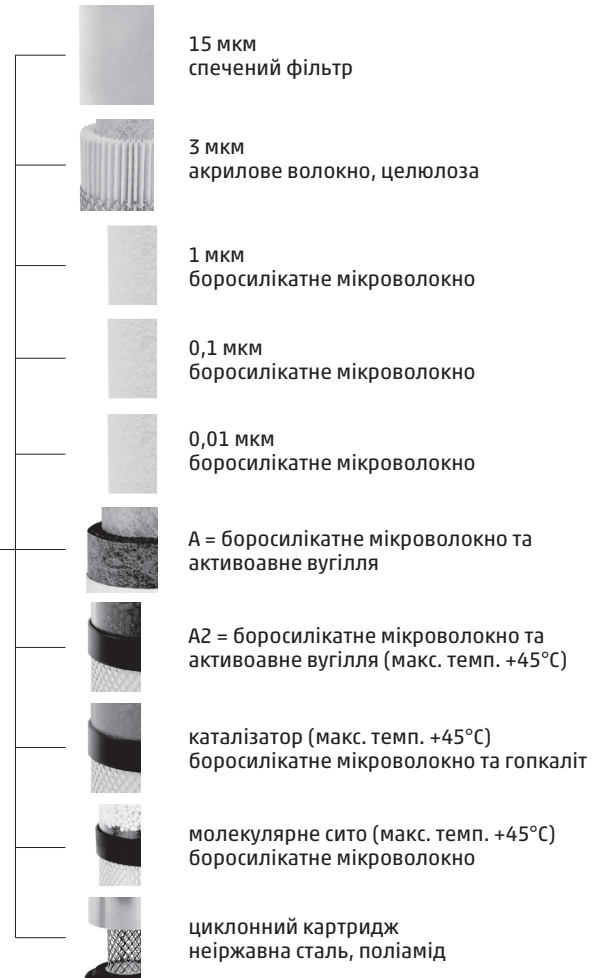 15 мкм
спечений фільтр
3 мкм
акрилове волокно, целюлоза
1 мкм
боросилікатне мікроволокно
0,1 мкм
боросилікатне мікроволокно
0,01 мкм
боросилікатне мікроволокно
A = боросилікатне мікроволокно та
активоавне вугілля
A2 = боросилікатне мікроволокно та
активоавне вугілля (макс. темп. +45°C)
каталізатор (макс. темп. +45°C)
боросилікатне мікроволокно та гопкаліт
молекулярне сито (макс. темп. +45°C)
боросилікатне мікроволокно
циклонний картридж
неіржавна сталь, поліамід